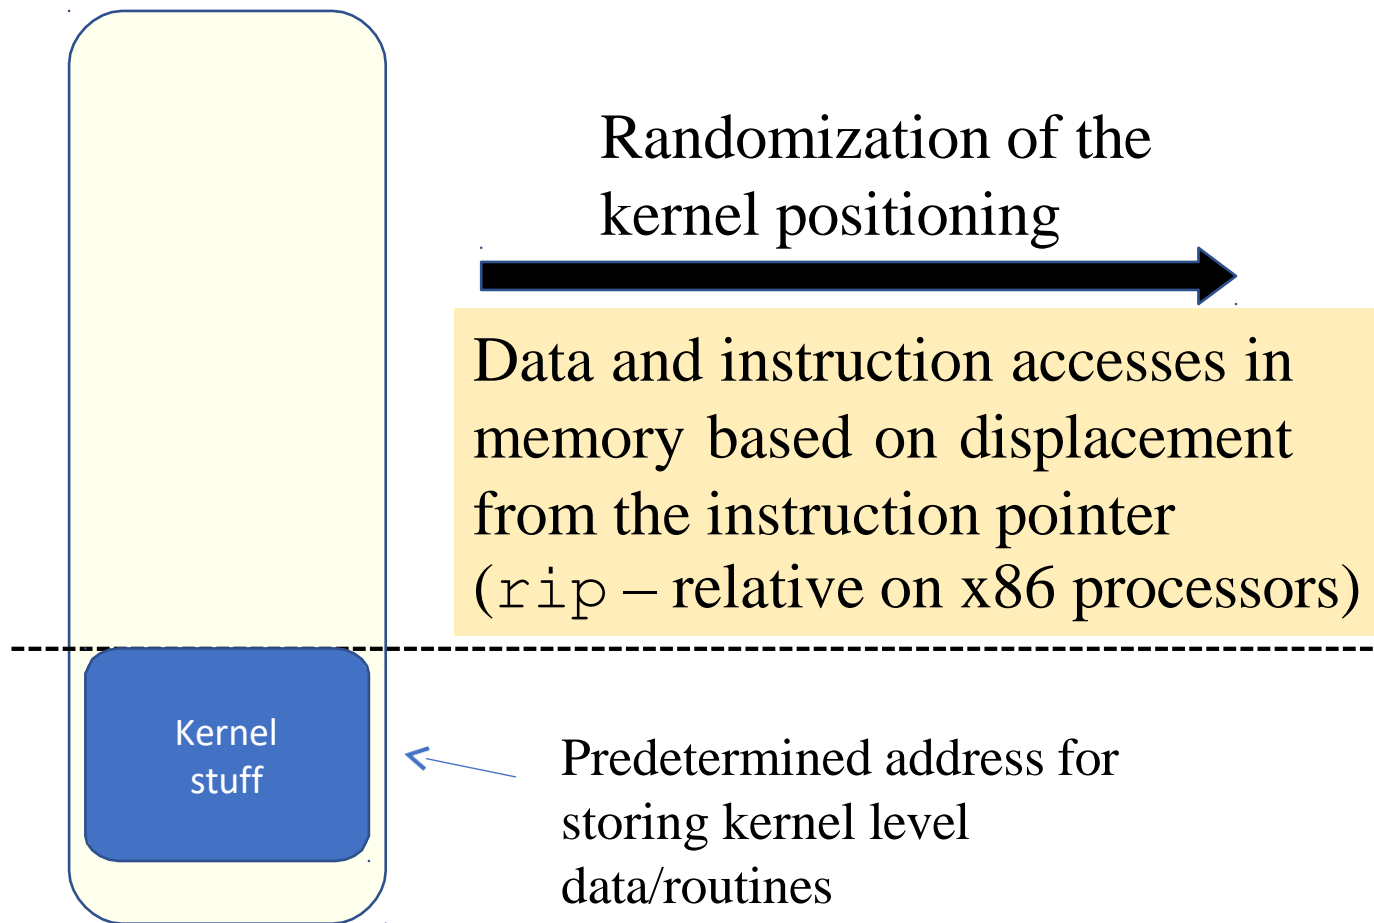 Randomization of the
kernel positioning
Data and instruction accesses in
memory based on displacement
from the instruction pointer
(rip – relative on x86 processors)
Kernel
stuff
Predetermined address for
storing kernel level
data/routines